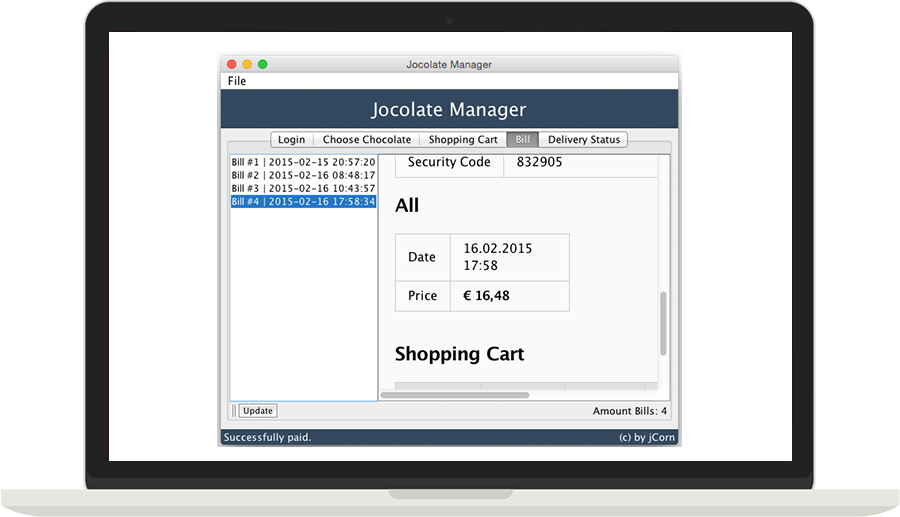 Jocolate Manager
File
Jocolate Manager
Login Choose Chocolate Shopping Cart Bill Delivery Status
Bill #1 | 2015-02-15 20:57:20
Bill #2 | 2015-02-16 08:48:17
Bill #3 | 2015-02-16 10:43:57
Bill #4 | 2015-02-16 17:58:34
Security Code 832905
All
Date 16.02.2015
17:58
Price € 16,48
Shopping Cart
Update Amount Bills: 4
Successfully paid. (c) by jCorn